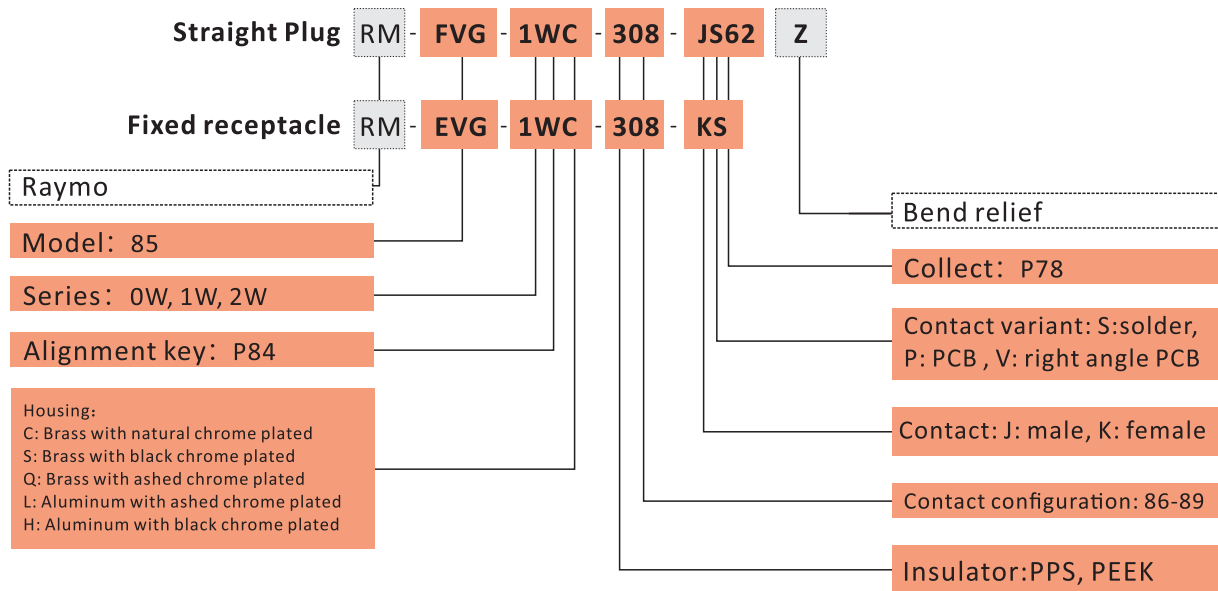 Straight Plug RM - FVG - 1WC - 308 - JS62 Z
Fixed receptacle RM - EVG - 1WC - 308 - KS
Raymo
Model：85
Series：0W, 1W, 2W
Alignment key：P84
Housing：
C: Brass with natural chrome plated
S: Brass with black chrome plated
Q: Brass with ashed chrome plated
L: Aluminum with ashed chrome plated
H: Aluminum with black chrome plated
Bend relief
Collect：P78
Contact variant: S:solder,
P: PCB , V: right angle PCB
Contact: J: male, K: female
Contact configuration: 86-89
Insulator:PPS, PEEK